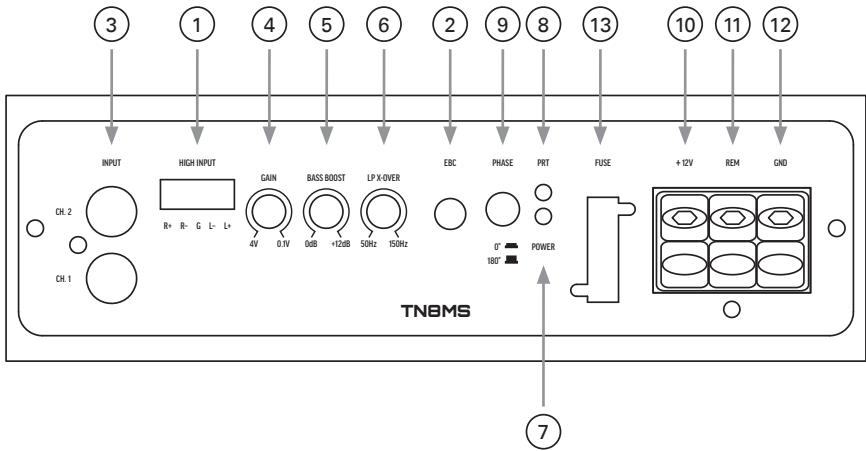 3 1 4 5 6 2 9 8 13 10 11 12
INPUT HIGH INPUT GAIN BASS BOOST LP X-OVER EBC PHASE PRT FUSE +12V REM GND
CH. 2
R+ R- G L- L+
4V 0.1V 0dB +12dB 50Hz 150Hz
0° POWER
180°
CH. 1
TN8MS
7